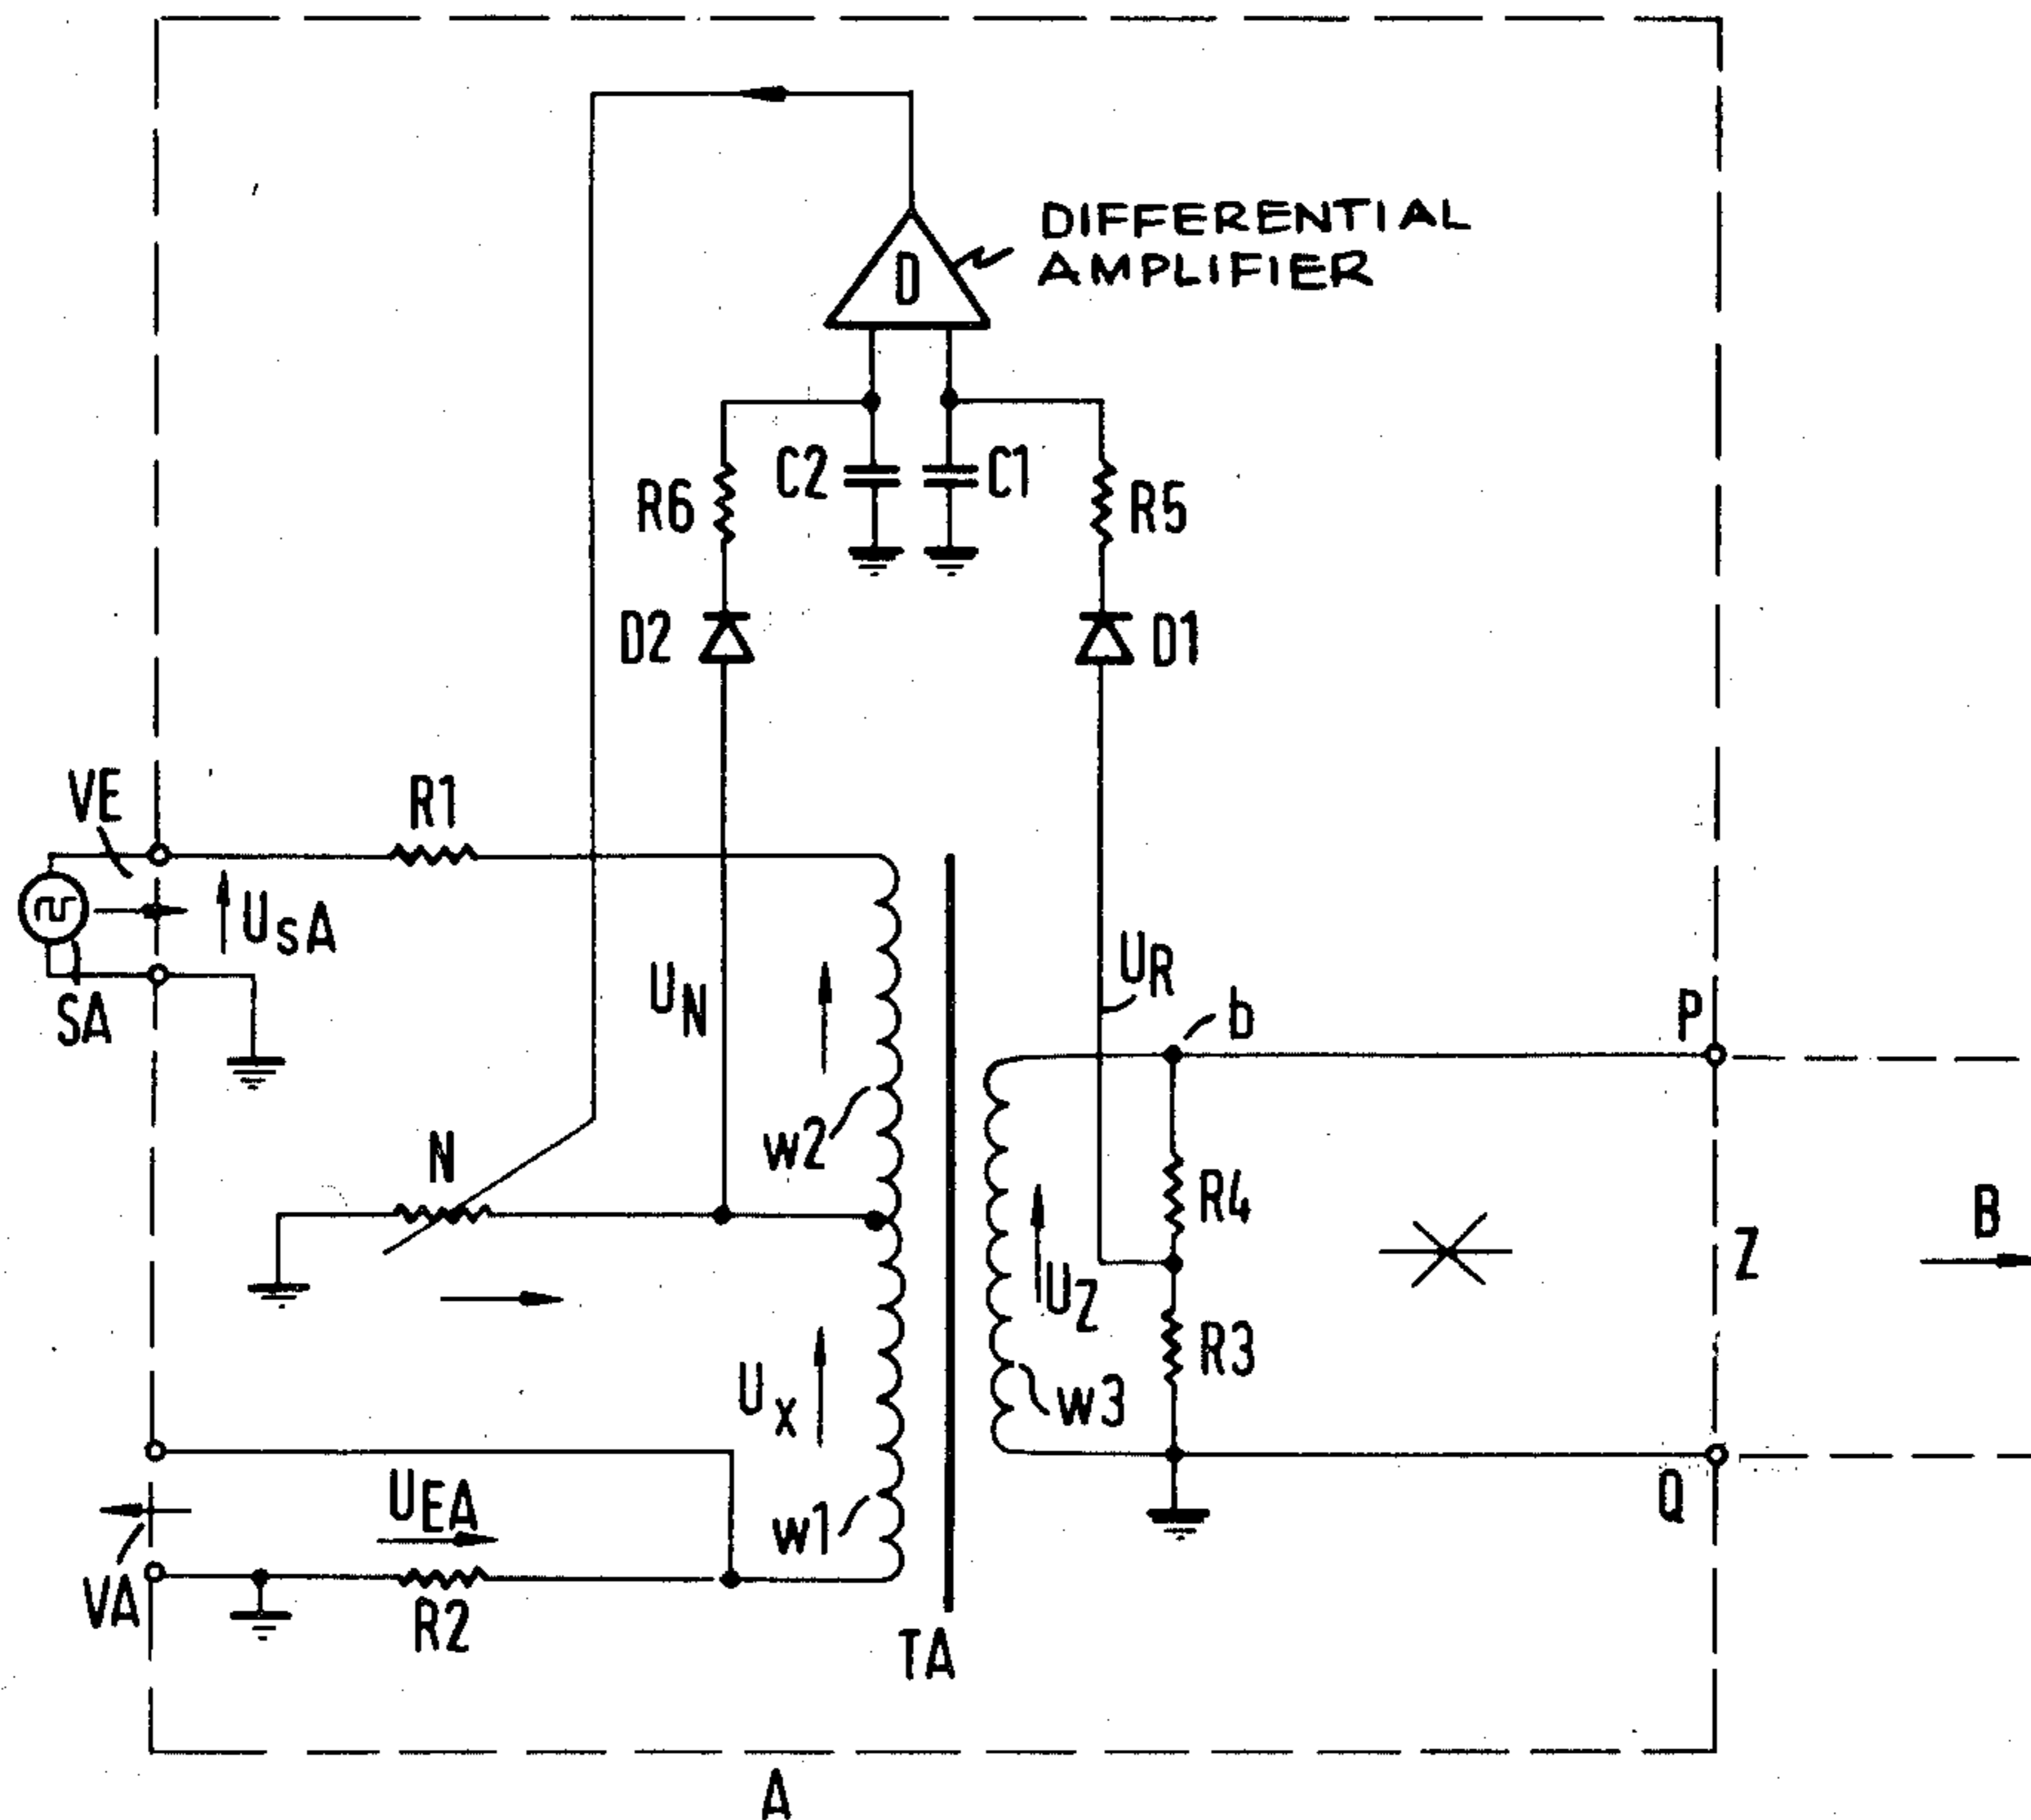 DIFFERENTIAL
AMPLIFIER
D
C2
C1
R6
R5
D2
D1
VE
R1
UsA
SA
UN
UR
b
P
w2
N
R4
B
Z
UZ
R3
Ux
w3
UEA
w1
Q
VA
R2
TA
A